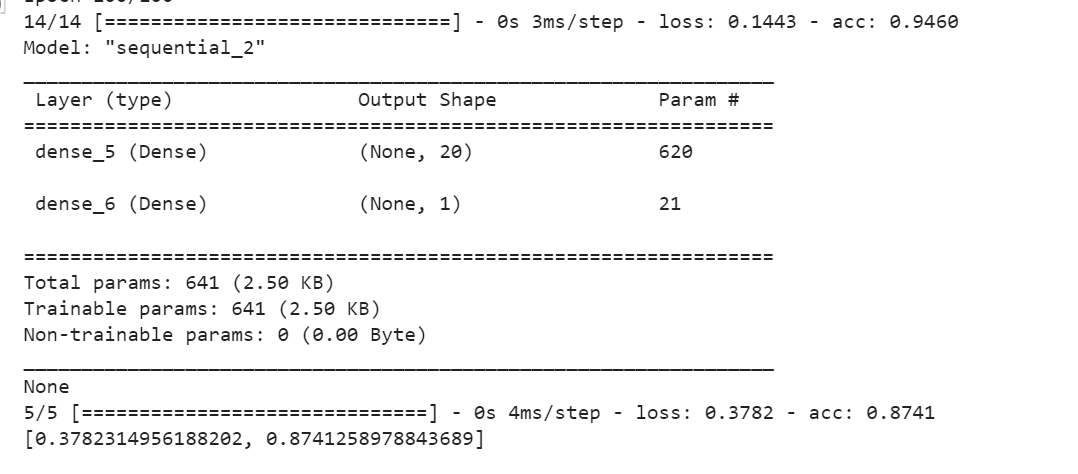 14/14 [==============================] - 0s 3ms/step - loss: 0.1443 - acc: 0.9460
Model: "sequential_2"
_________________________________________________________________
Layer (type) Output Shape Param #
=================================================================
dense_5 (Dense) (None, 20) 620
dense_6 (Dense) (None, 1) 21
=================================================================
Total params: 641 (2.50 KB)
Trainable params: 641 (2.50 KB)
Non-trainable params: 0 (0.00 Byte)
_________________________________________________________________
None
5/5 [==============================] - 0s 4ms/step - loss: 0.3782 - acc: 0.8741
[0.3782314956188202, 0.8741258978843689]